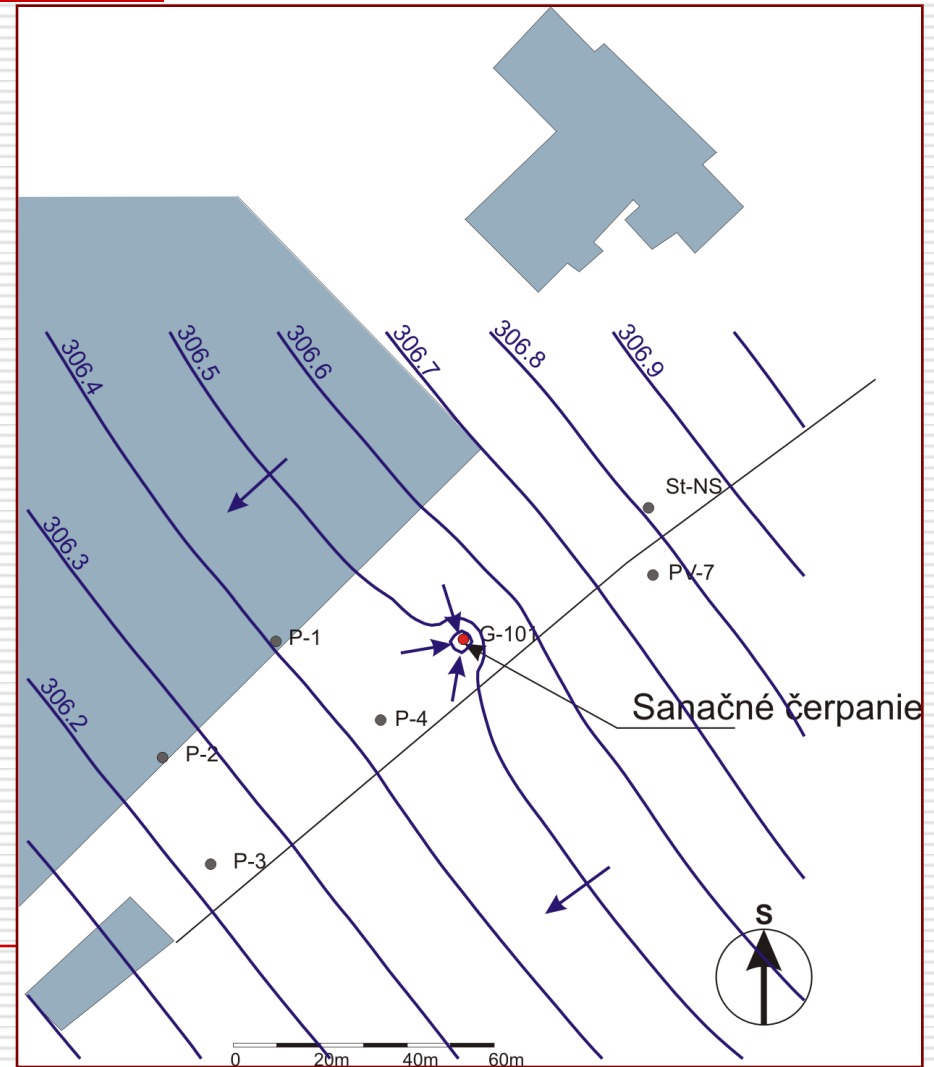 306.4
306.5
306.6
306.7
306.8
306.9
St-NS
306.3
PV-7
P-1
G-101
306.2
P-4
Sanačné čerpanie
P-2
P-3
S
0 20m 40m 60m